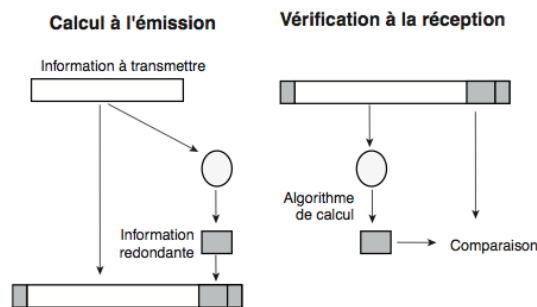 Calcul à l'émission
Vérification à la réception
Information à transmettre
Algorithme
de calcul
Information
redondante
Comparaison